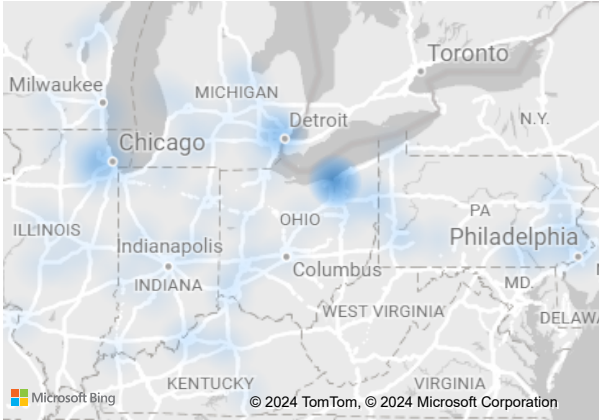 Toronto
Milwaukee
MICHIGAN
Detroit
N.Y.
Chicago
PA
OHIO
ILLINOIS
Philadelphia
Indianapolis
Columbus
INDIANA
MD.
WEST VIRGINIA
DELAW
KENTUCKY
VIRGINIA
Microsoft Bing
© 2024 TomTom, © 2024 Microsoft Corporation